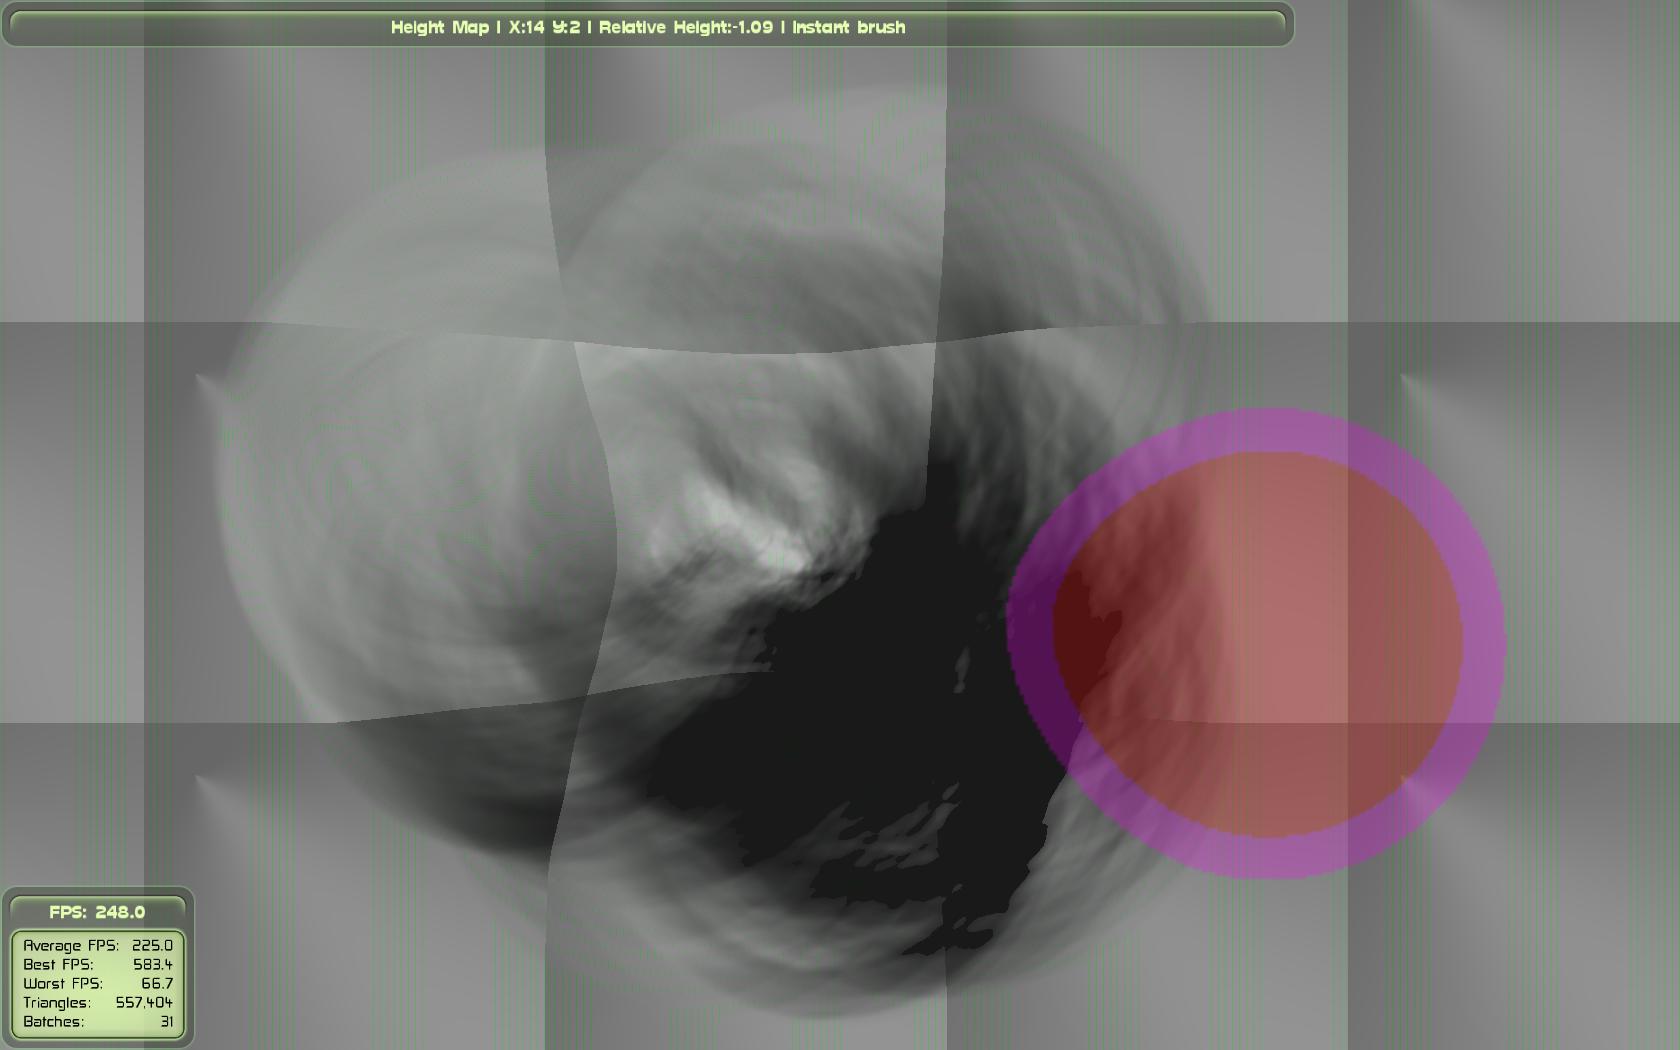 Height Map | X:14 Y:2 | Relative Height:-1.09 | Instant brush
FPS: 248.0
Average FPS: 225.0
Best FPS: 583.4
Worst FPS: 66.7
Triangles: 557,404
Batches: 31